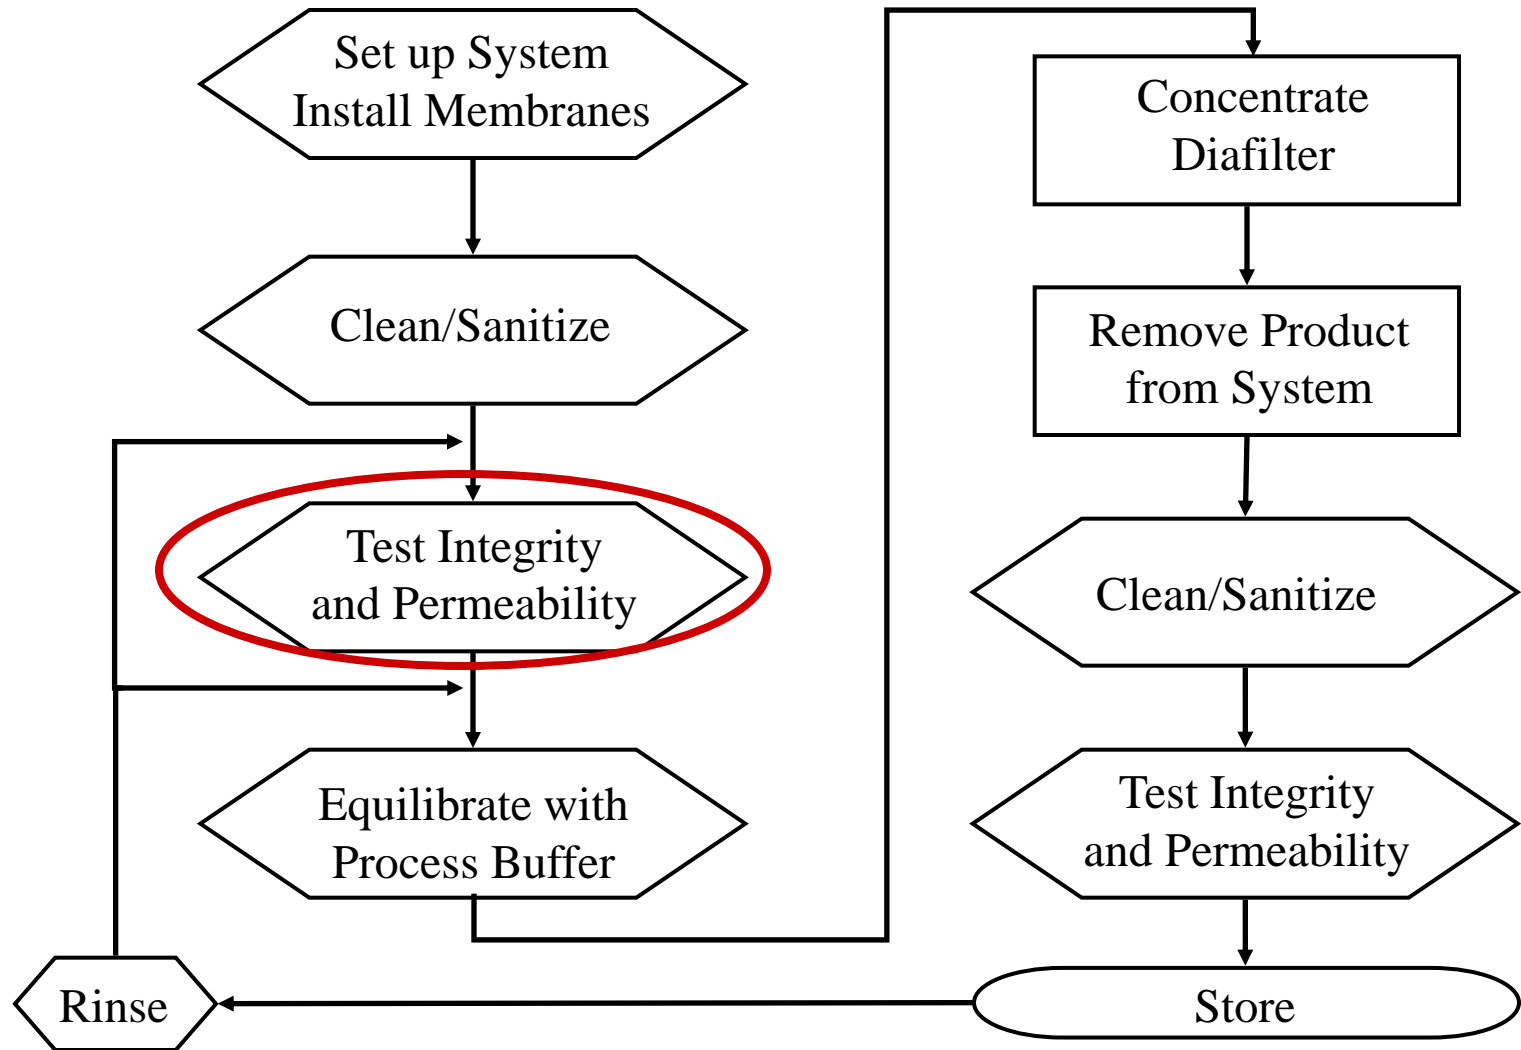 Set up System
Install Membranes
Clean/Sanitize
Test Integrity
and Permeability
Equilibrate with
Process Buffer
Rinse
Concentrate
Diafilter
Remove Product
from System
Clean/Sanitize
Test Integrity
and Permeability
Store